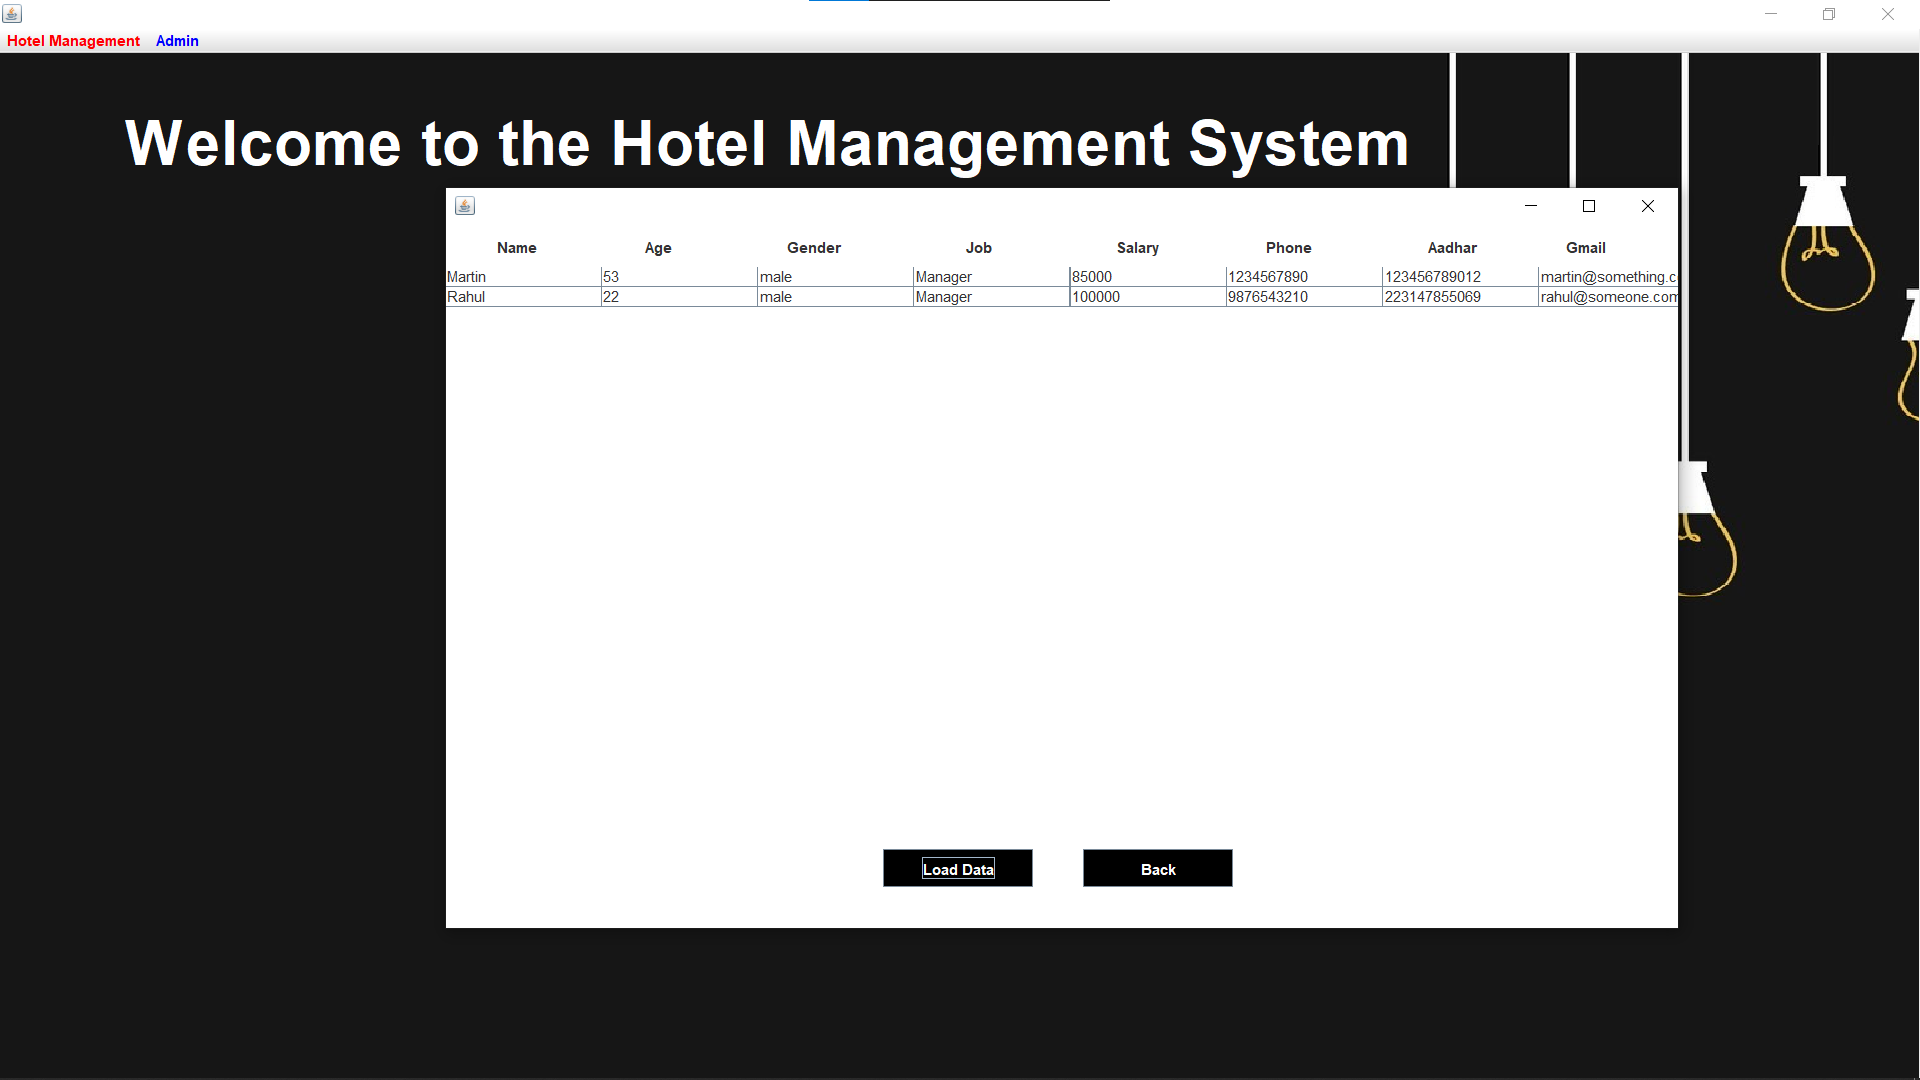 Hotel Management Admin
Welcome to the Hotel Management System
Name Age Gender Job Salary Phone Aadhar Gmail
Martin 53 male Manager 85000 1234567890 123456789012 martin@something.c
Rahul 22 male Manager 100000 9876543210 223147855069 rahul@someone.com
Load Data Back